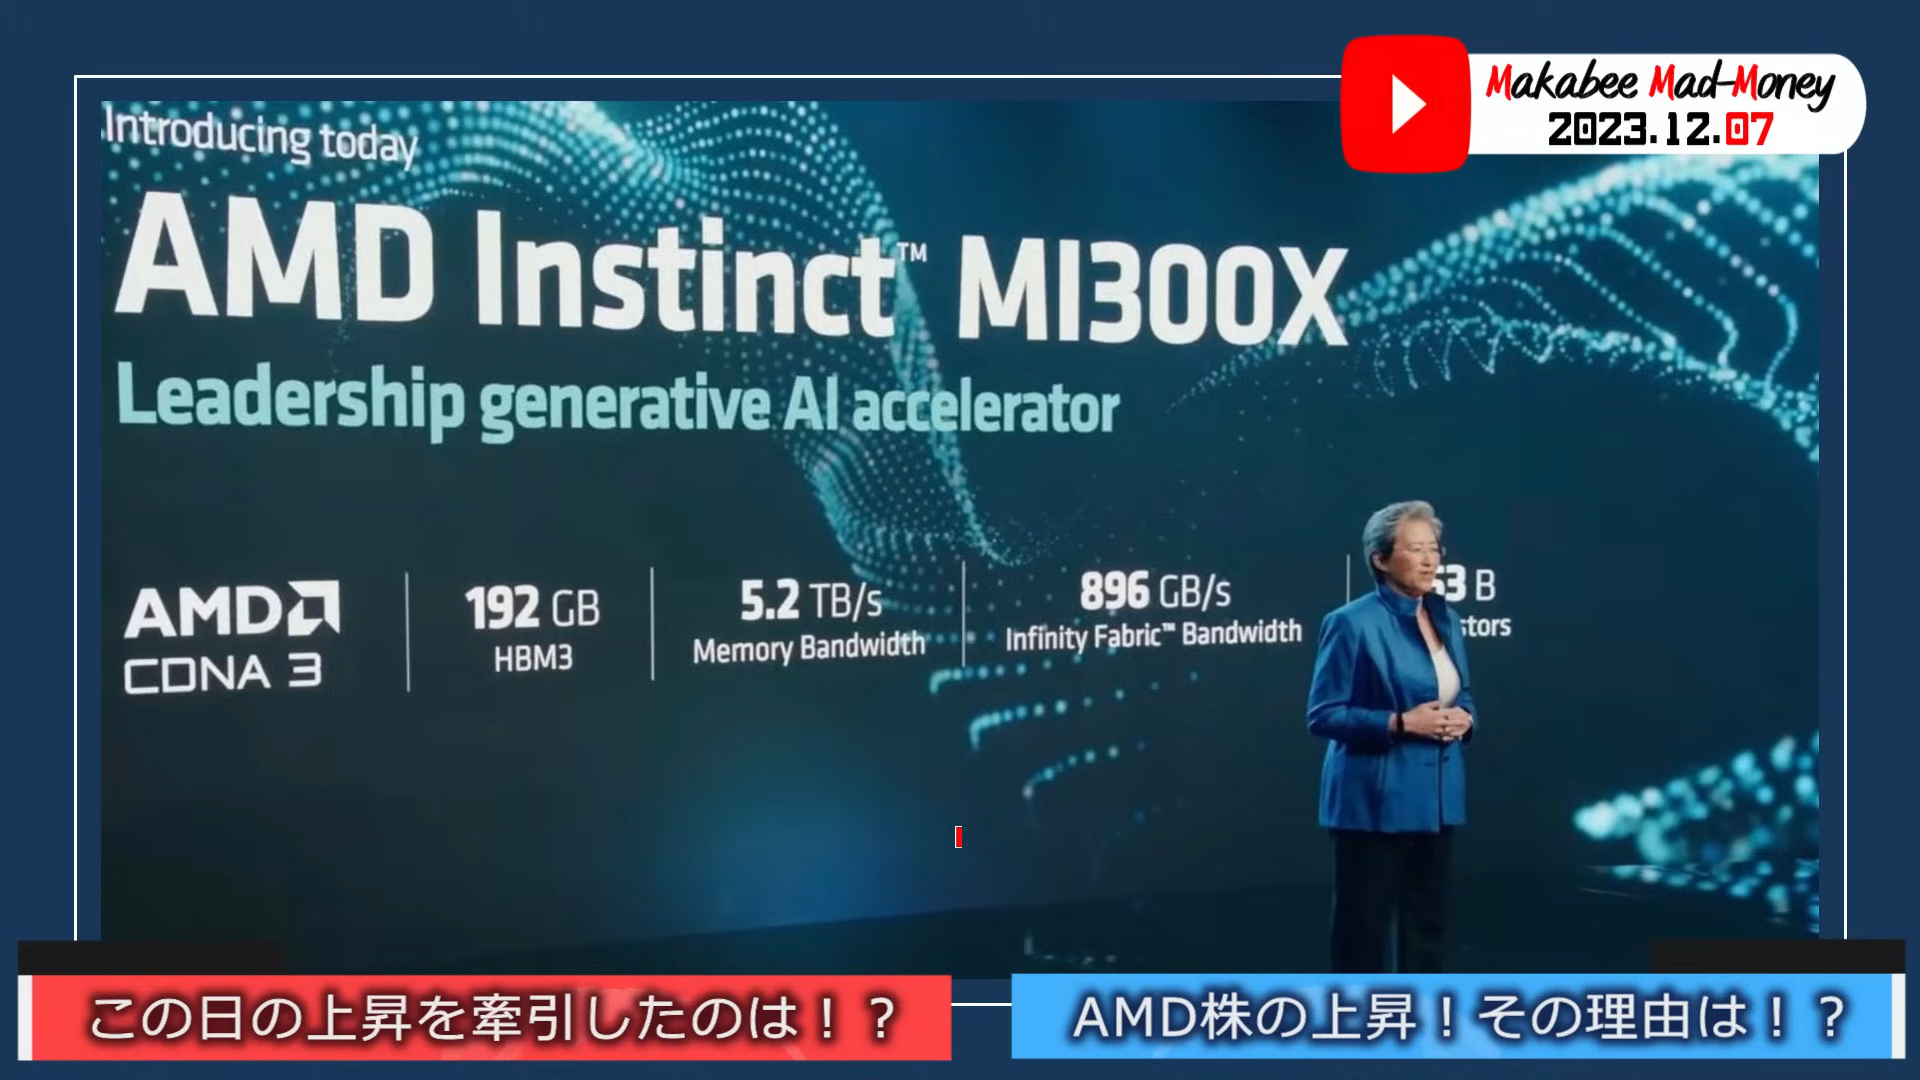 Makabee Mad-Money
2023.12.07
Introducing today
AMD Instinct™ MI300X
Leadership generative AI accelerator
AMD
CDNA 3
192 GB
HBM3
5.2 TB/s
Memory Bandwidth
896 GB/s
Infinity Fabric™ Bandwidth
3 B
stors
この日の上昇を牽引したのは！？
AMD株の上昇！その理由は！？